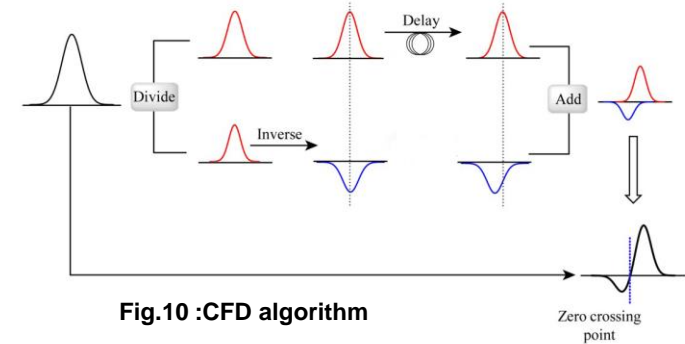 Delay
Divide
Add
Inverse
Fig.10 :CFD algorithm
Zero crossing
point